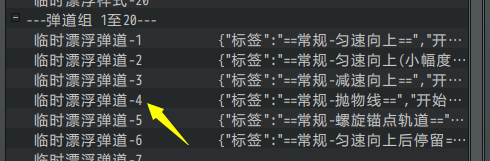 临时漂浮样式-20
---弹道组 1至20---
临时漂浮弹道-1 {"标签":"==常规-匀速向上==","开…
临时漂浮弹道-2 {"标签":"==常规-匀速向上(小幅度…
临时漂浮弹道-3 {"标签":"==常规-减速向上==","开…
临时漂浮弹道-4 {"标签":"==常规-抛物线==","开始…
临时漂浮弹道-5 {"标签":"==常规-螺旋锚点轨道=="…
临时漂浮弹道-6 {"标签":"==常规-匀速向上后停留=…
临时漂浮弹道-7